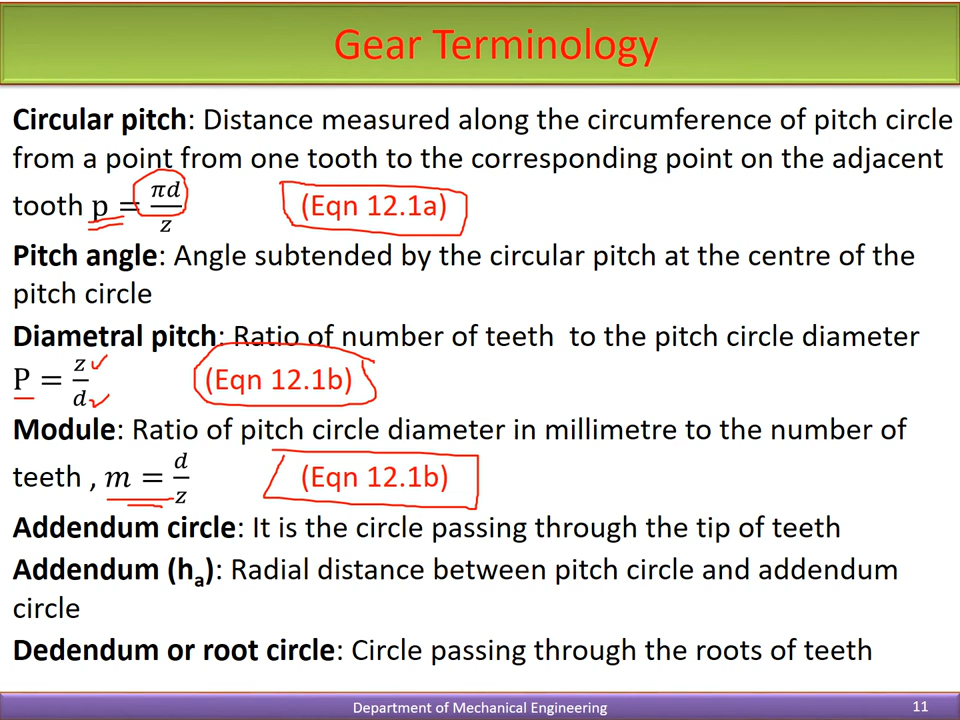 Gear Terminology
Circular pitch: Distance measured along the circumference of pitch circle
from a point from one tooth to the corresponding point on the adjacent
tooth p = πd/z (Eqn 12.1a)
Pitch angle: Angle subtended by the circular pitch at the centre of the
pitch circle
Diametral pitch: Ratio of number of teeth to the pitch circle diameter
P = z/d (Eqn 12.1b)
Module: Ratio of pitch circle diameter in millimetre to the number of
teeth , m = d/z (Eqn 12.1b)
Addendum circle: It is the circle passing through the tip of teeth
Addendum (hₐ): Radial distance between pitch circle and addendum
circle
Dedendum or root circle: Circle passing through the roots of teeth
Department of Mechanical Engineering 11